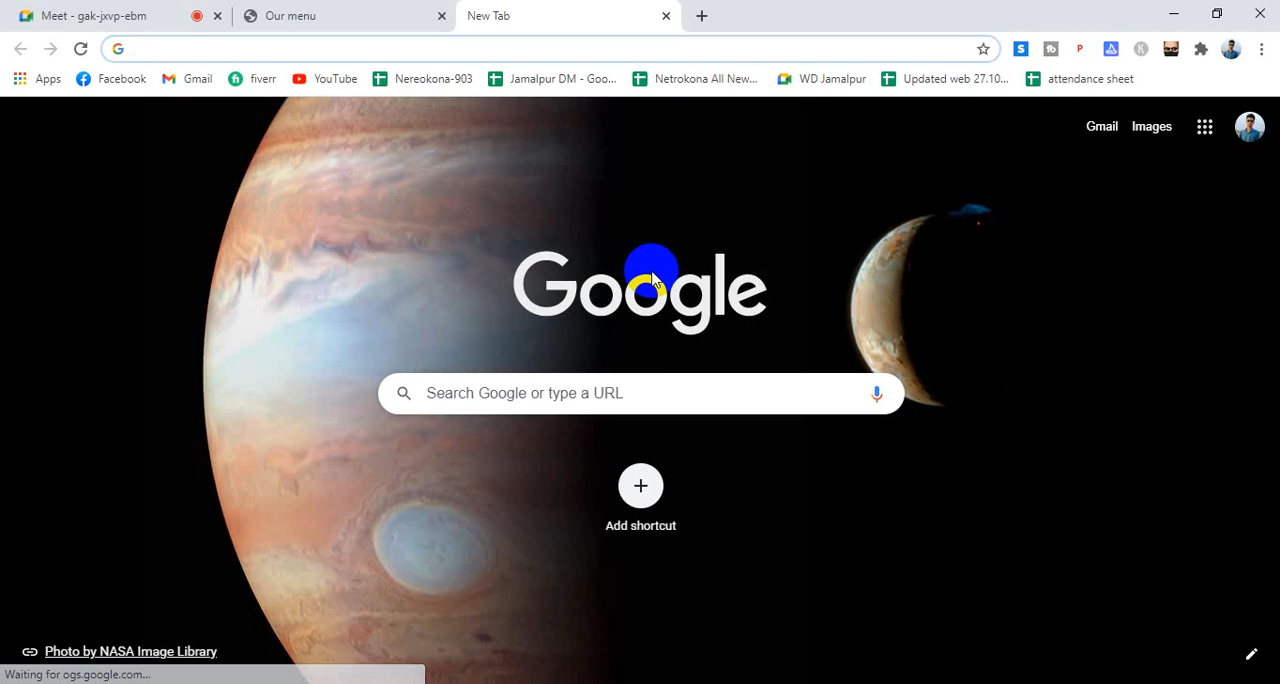 Meet - gak-jxvp-ebm
Our menu
New Tab
Apps
Facebook
Gmail
fiverr
YouTube
Nereokona-903
Jamalpur DM - Goo...
Netrokona All New...
WD Jamalpur
Updated web 27.10...
attendance sheet
Gmail
Images
Google
Search Google or type a URL
Add shortcut
Photo by NASA Image Library
Waiting for ogs.google.com...